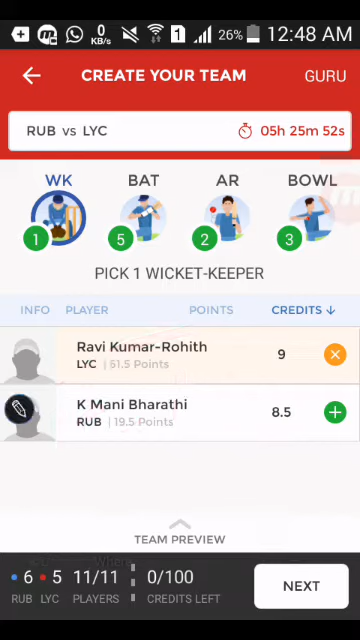 0 KB/s 1 26% 12:48 AM
CREATE YOUR TEAM GURU
RUB vs LYC 05h 25m 52s
WK BAT AR BOWL
1 5 2 3
PICK 1 WICKET-KEEPER
INFO PLAYER POINTS CREDITS ↓
Ravi Kumar-Rohith
LYC | 61.5 Points
9
K Mani Bharathi
RUB | 19.5 Points
8.5
TEAM PREVIEW
6 5 11/11 0/100 NEXT
RUB LYC PLAYERS CREDITS LEFT